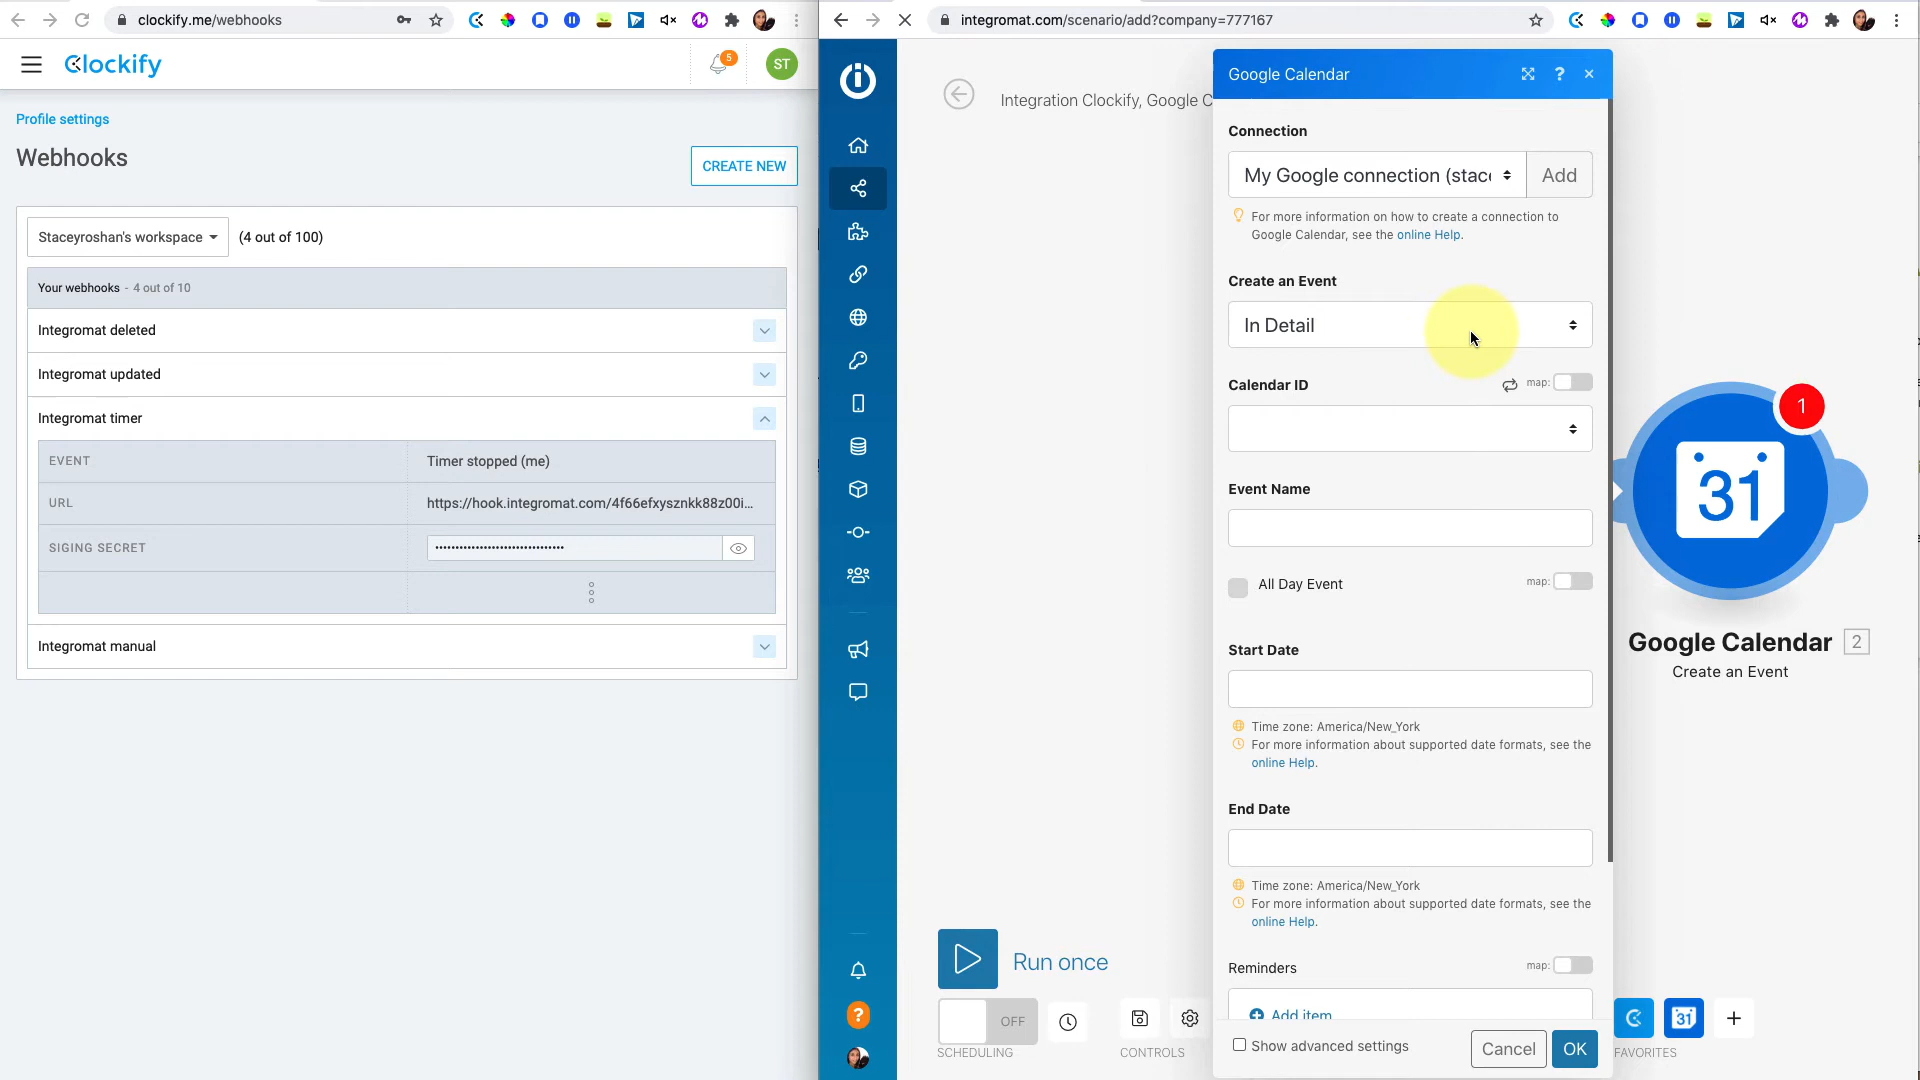 clockify.me/webhooks
Clockify
5
ST
Profile settings
Webhooks
CREATE NEW
Staceyroshan's workspace
(4 out of 100)
Your webhooks - 4 out of 10
Integromat deleted
Integromat updated
Integromat timer
EVENT
Timer stopped (me)
URL
https://hook.integromat.com/4f66efxysznkk88z00i...
SIGING SECRET
••••••••••••••••••••••••••••••••
Integromat manual
integromat.com/scenario/add?company=777167
Integration Clockify, Google C
Google Calendar
?
Connection
My Google connection (stac
Add
For more information on how to create a connection to
Google Calendar, see the online Help.
Create an Event
In Detail
Calendar ID
map:
Event Name
All Day Event
map:
Start Date
Time zone: America/New_York
For more information about supported date formats, see the
online Help.
End Date
Time zone: America/New_York
For more information about supported date formats, see the
online Help.
Reminders
map:
Add item
Show advanced settings
Cancel
OK
1
31
Google Calendar
2
Create an Event
Run once
OFF
SCHEDULING
CONTROLS
31
FAVORITES
?